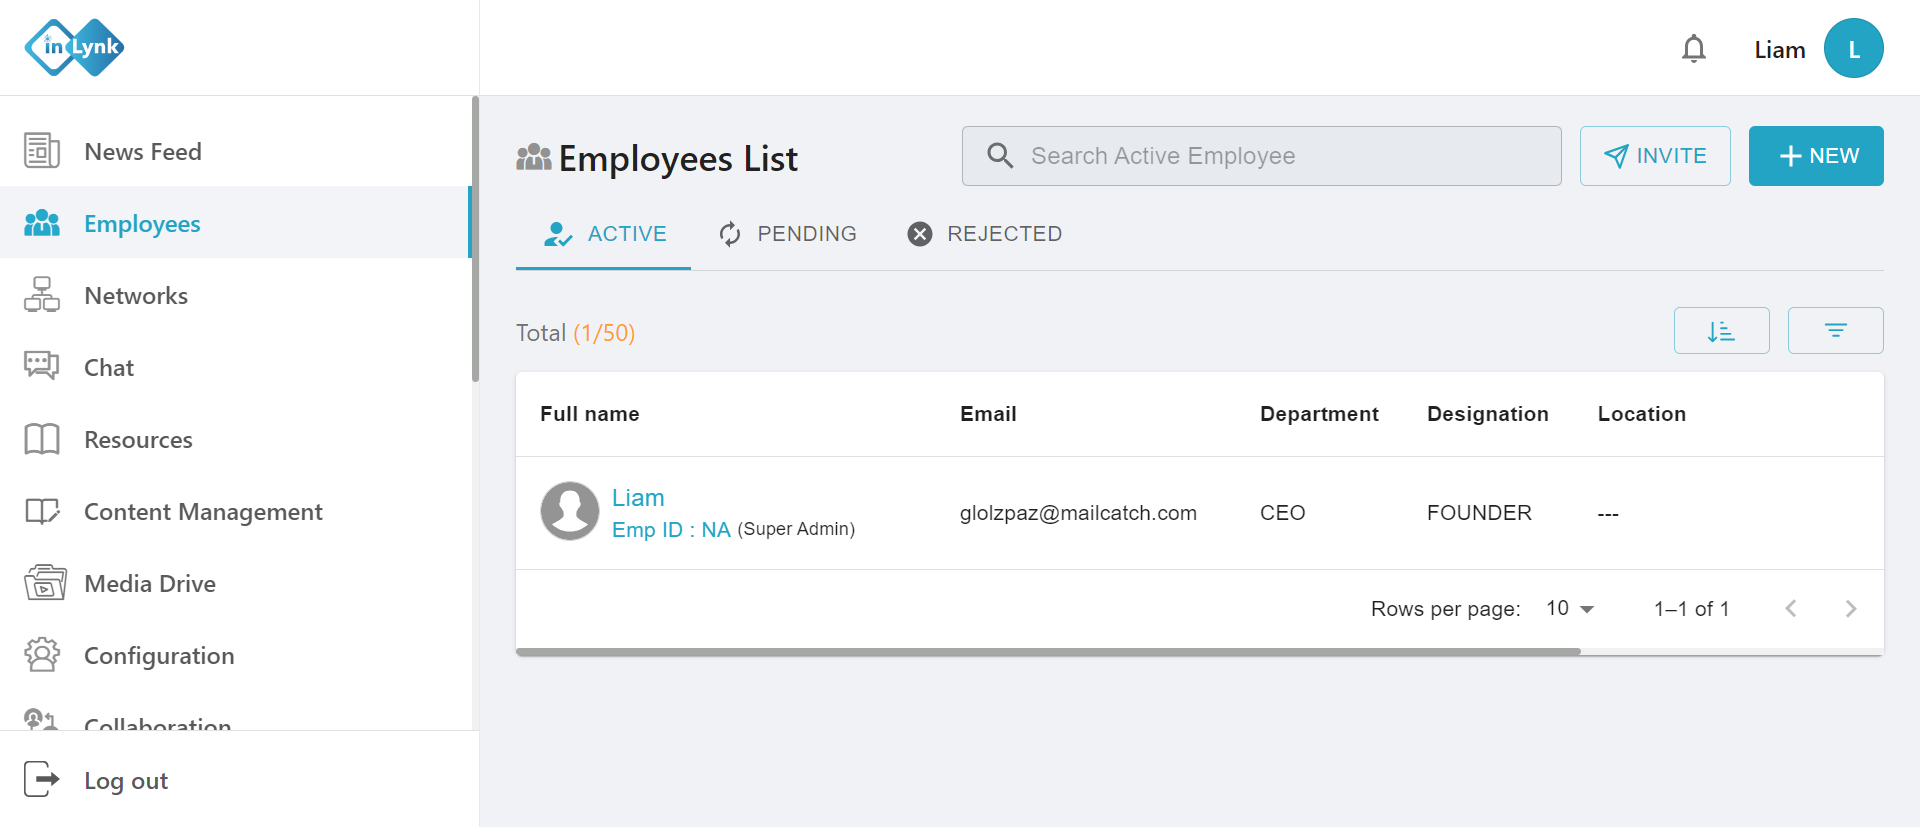 in Lynk
Liam
L
News Feed
Employees
Networks
Chat
Resources
Content Management
Media Drive
Configuration
Collaboration
Log out
Employees List
Search Active Employee
INVITE
NEW
ACTIVE
PENDING
REJECTED
Total (1/50)
Full name Email Department Designation Location
Liam
Emp ID : NA (Super Admin)
glolzpaz@mailcatch.com CEO FOUNDER ---
Rows per page: 10 1–1 of 1